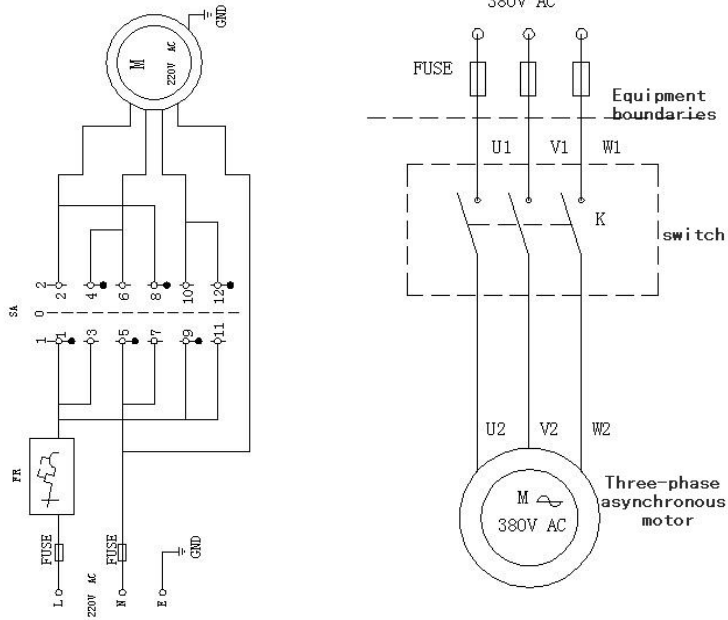 GND
M
220V AC
2
2
4
6
8
10
12
SA
0
1
1
3
5
7
9
11
FR
FUSE
FUSE
GND
L
220V AC
N
E
380V AC
FUSE
Equipment
boundaries
U1
V1
W1
K
switch
U2
V2
W2
M
380V AC
Three-phase
asynchronous
motor